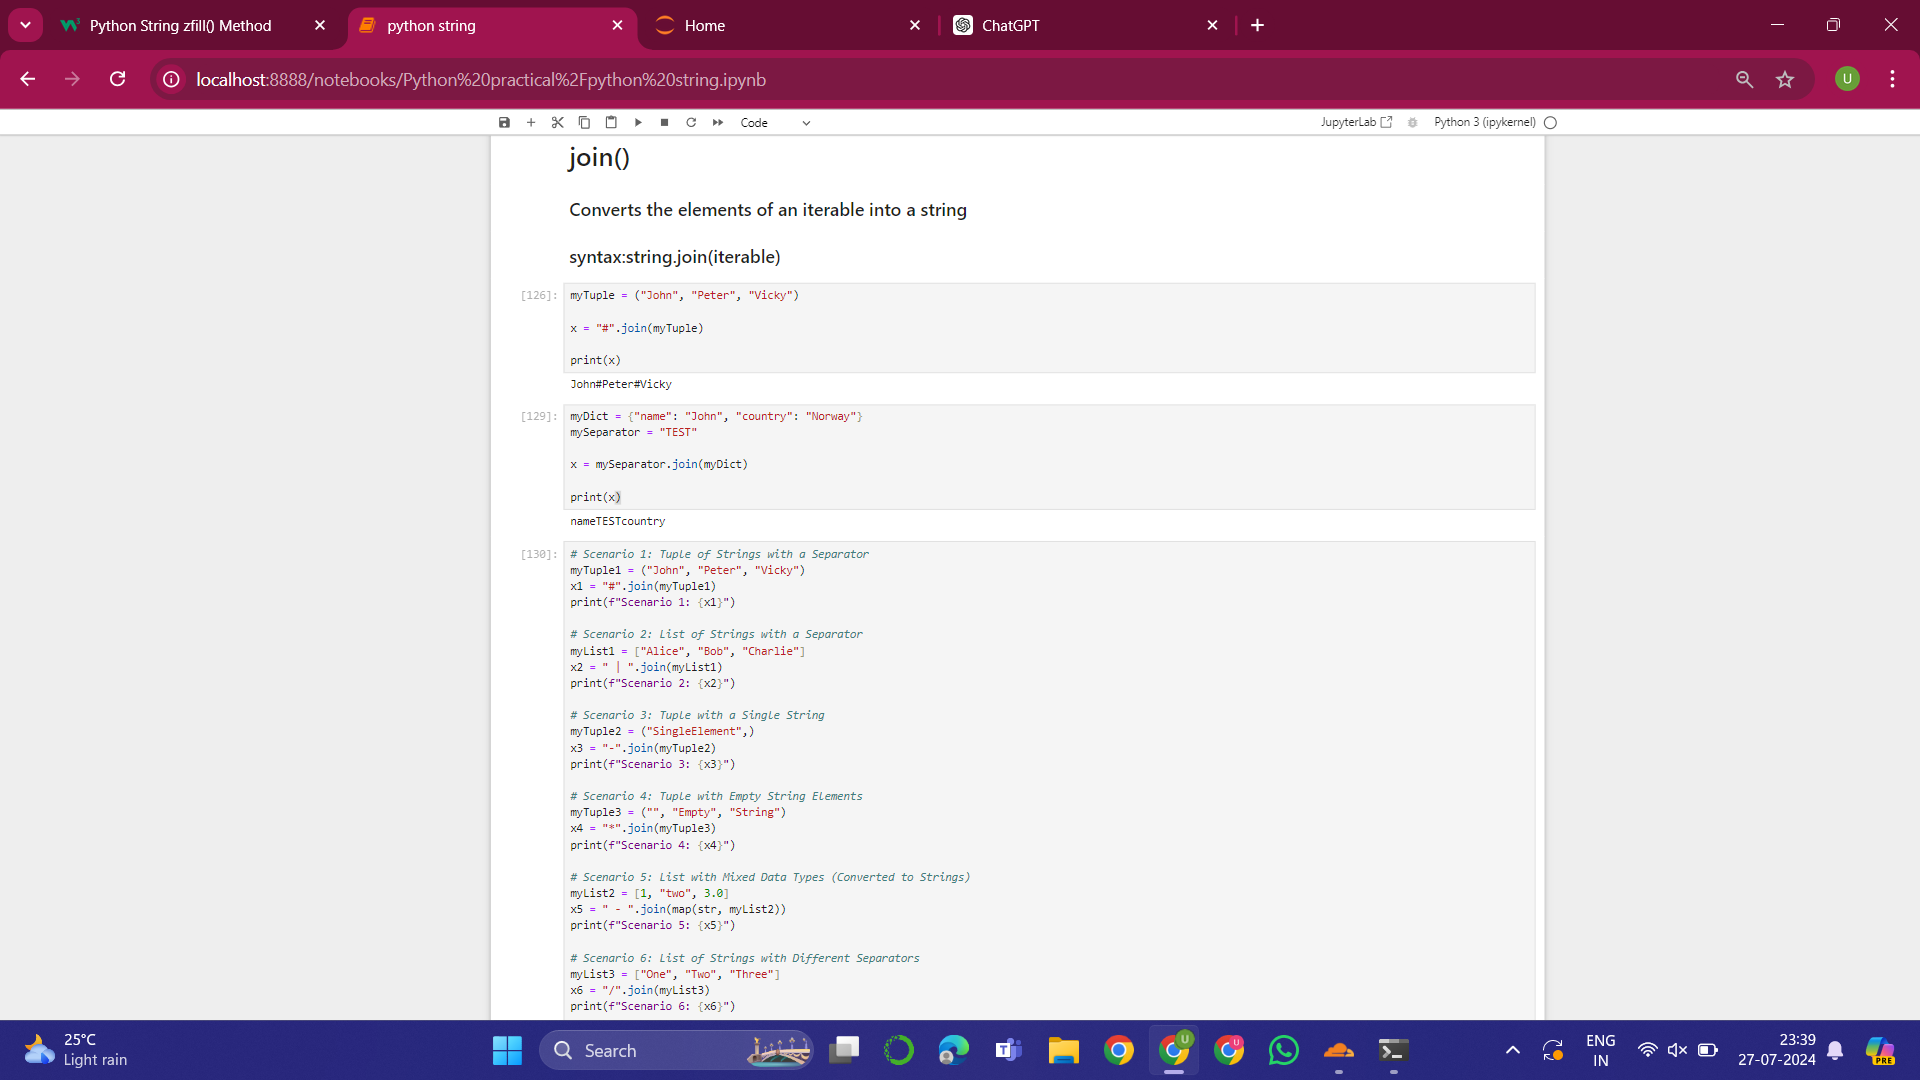 Python String zfill() Method
python string
Home
ChatGPT
localhost:8888/notebooks/Python%20practical%2Fpython%20string.ipynb
U
Code
JupyterLab
Python 3 (ipykernel)
join()
Converts the elements of an iterable into a string
syntax:string.join(iterable)
[126]:
myTuple = ("John", "Peter", "Vicky")
x = "#".join(myTuple)
print(x)
John#Peter#Vicky
[129]:
myDict = {"name": "John", "country": "Norway"}
mySeparator = "TEST"
x = mySeparator.join(myDict)
print(x)
nameTESTcountry
[130]:
# Scenario 1: Tuple of Strings with a Separator
myTuple1 = ("John", "Peter", "Vicky")
x1 = "#".join(myTuple1)
print(f"Scenario 1: {x1}")
# Scenario 2: List of Strings with a Separator
myList1 = ["Alice", "Bob", "Charlie"]
x2 = " | ".join(myList1)
print(f"Scenario 2: {x2}")
# Scenario 3: Tuple with a Single String
myTuple2 = ("SingleElement",)
x3 = "-".join(myTuple2)
print(f"Scenario 3: {x3}")
# Scenario 4: Tuple with Empty String Elements
myTuple3 = ("", "Empty", "String")
x4 = "*".join(myTuple3)
print(f"Scenario 4: {x4}")
# Scenario 5: List with Mixed Data Types (Converted to Strings)
myList2 = [1, "two", 3.0]
x5 = " - ".join(map(str, myList2))
print(f"Scenario 5: {x5}")
# Scenario 6: List of Strings with Different Separators
myList3 = ["One", "Two", "Three"]
x6 = "/".join(myList3)
print(f"Scenario 6: {x6}")
25°C
Light rain
Search
U
U
ENG
IN
23:39
27-07-2024
PRE